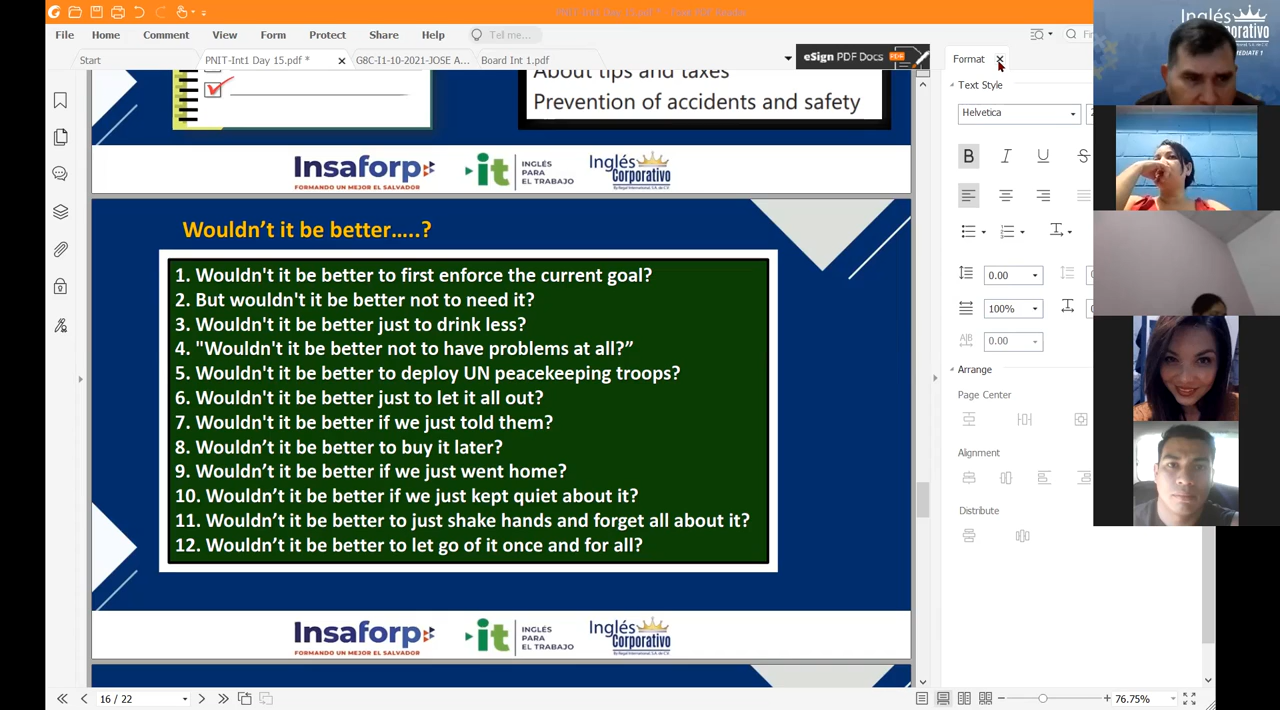 File Home Comment View Form Protect Share Help Tell me...
eSign PDF Docs
Start PNIT-Int1 Day 15.pdf * G8C-I1-10-2021-JOSE A... Board Int 1.pdf
Format
Inglés
Text Style
Helvetica
B I U S
0.00
100%
0.00
Arrange
Page Center
Alignment
Distribute
About tips and taxes
Prevention of accidents and safety
Insaforp
FORMANDO UN MEJOR EL SALVADOR
it INGLÉS PARA EL TRABAJO
Inglés
Corporativo
Wouldn’t it be better…..?
1. Wouldn't it be better to first enforce the current goal?
2. But wouldn't it be better not to need it?
3. Wouldn't it be better just to drink less?
4. "Wouldn't it be better not to have problems at all?”
5. Wouldn't it be better to deploy UN peacekeeping troops?
6. Wouldn't it be better just to let it all out?
7. Wouldn't it be better if we just told them?
8. Wouldn’t it be better to buy it later?
9. Wouldn’t it be better if we just went home?
10. Wouldn’t it be better if we just kept quiet about it?
11. Wouldn’t it be better to just shake hands and forget all about it?
12. Wouldn’t it be better to let go of it once and for all?
Insaforp
FORMANDO UN MEJOR EL SALVADOR
it INGLÉS PARA EL TRABAJO
Inglés
Corporativo
16 / 22
76.75%